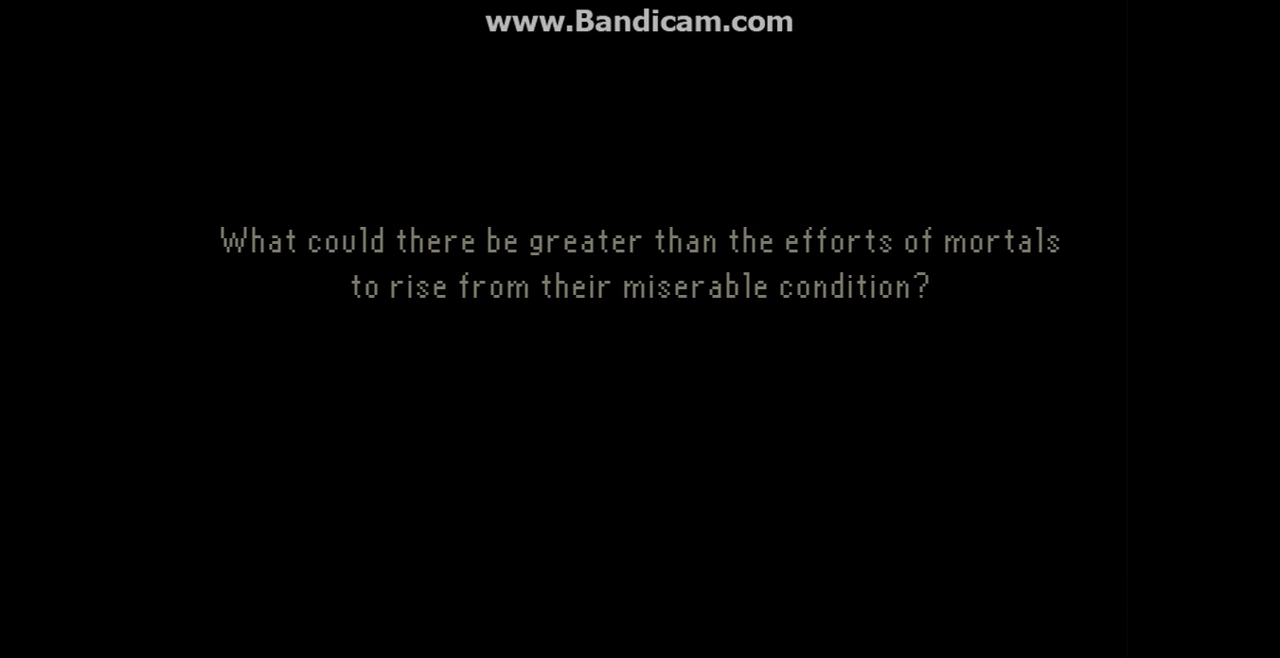 www.Bandicam.com
What could there be greater than the efforts of mortals
to rise from their miserable condition?